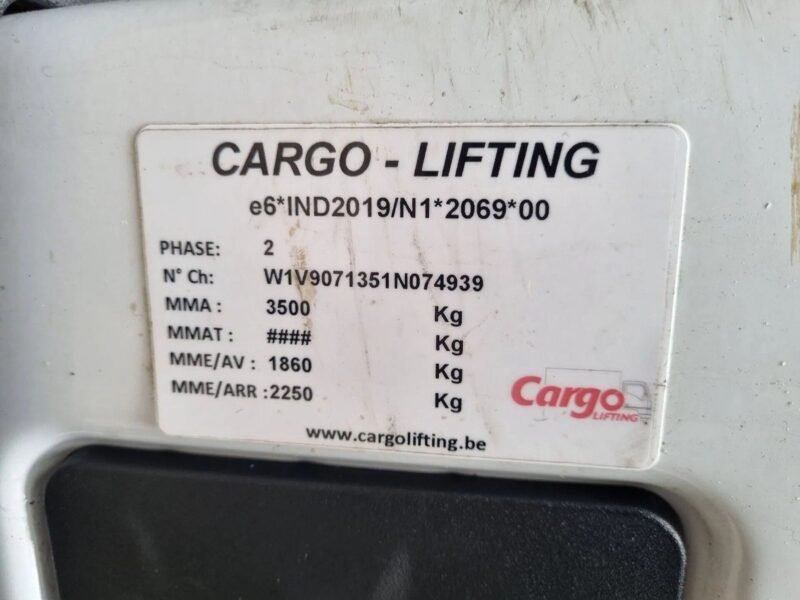 CARGO - LIFTING
e6*IND2019/N1*2069*00
PHASE: 2
N° Ch: W1V9071351N074939
MMA : 3500 Kg
MMAT : #### Kg
MME/AV : 1860 Kg
MME/ARR : 2250 Kg
Cargo
LIFTING
www.cargolifting.be